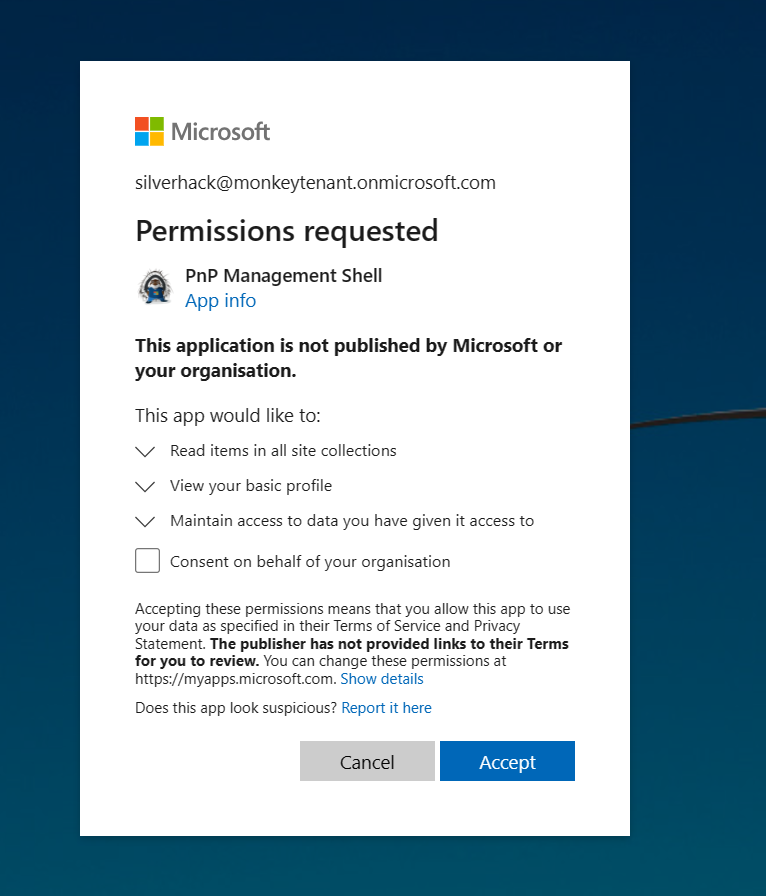 Microsoft
silverhack@monkeytenant.onmicrosoft.com
Permissions requested
PnP Management Shell
App info
This application is not published by Microsoft or
your organisation.
This app would like to:
Read items in all site collections
View your basic profile
Maintain access to data you have given it access to
Consent on behalf of your organisation
Accepting these permissions means that you allow this app to use
your data as specified in their Terms of Service and Privacy
Statement. The publisher has not provided links to their Terms
for you to review. You can change these permissions at
https://myapps.microsoft.com. Show details
Does this app look suspicious? Report it here
Cancel
Accept